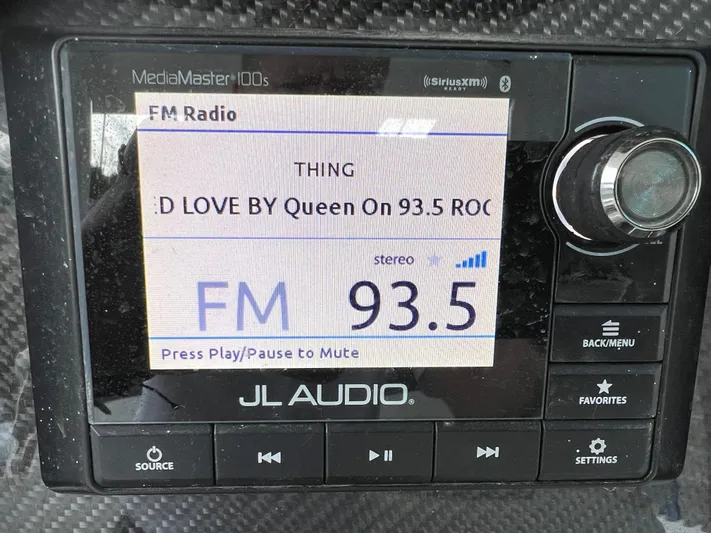 MediaMaster 100s
((SiriusXM))
READY
FM Radio
THING
ED LOVE BY Queen On 93.5 ROC
stereo
FM 93.5
Press Play/Pause to Mute
JL AUDIO®
BACK/MENU
FAVORITES
SOURCE
SETTINGS